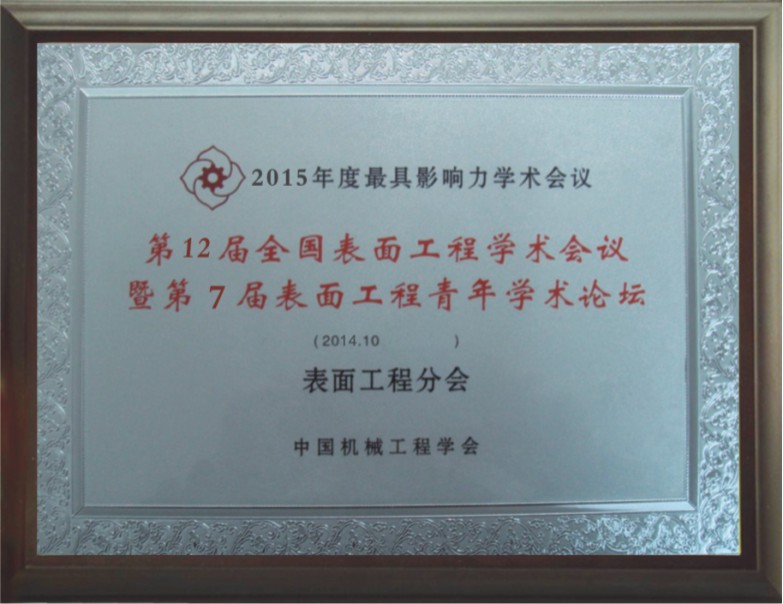 2015年度最具影响力学术会议
第12届全国表面工程学术会议
暨第7届表面工程青年学术论坛
(2014.10 )
表面工程分会
中国机械工程学会